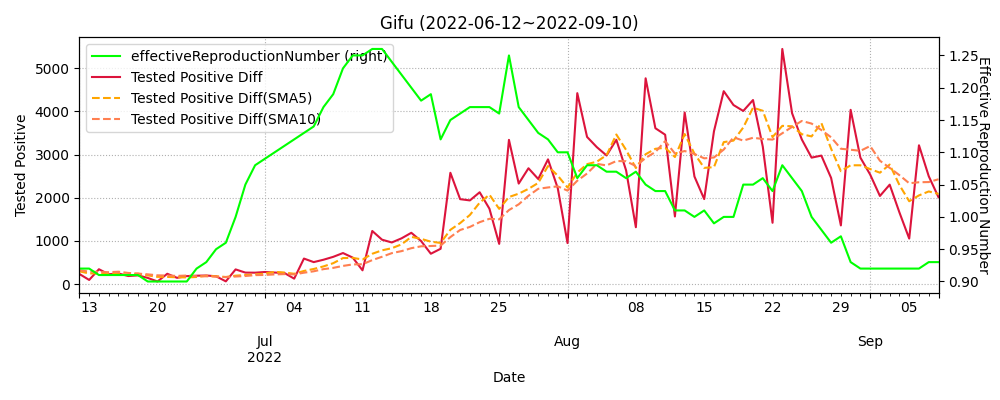 Gifu (2022-06-12~2022-09-10)
effectiveReproductionNumber (right)
Tested Positive Diff
Tested Positive Diff(SMA5)
Tested Positive Diff(SMA10)
Tested Positive
5000
4000
3000
2000
1000
0
1.25
1.20
1.15
1.10
1.05
1.00
0.95
0.90
Effective Reproduction Number
13 20 27 04 11 18 25 08 15 22 29 05
Jul Aug Sep
2022
Date